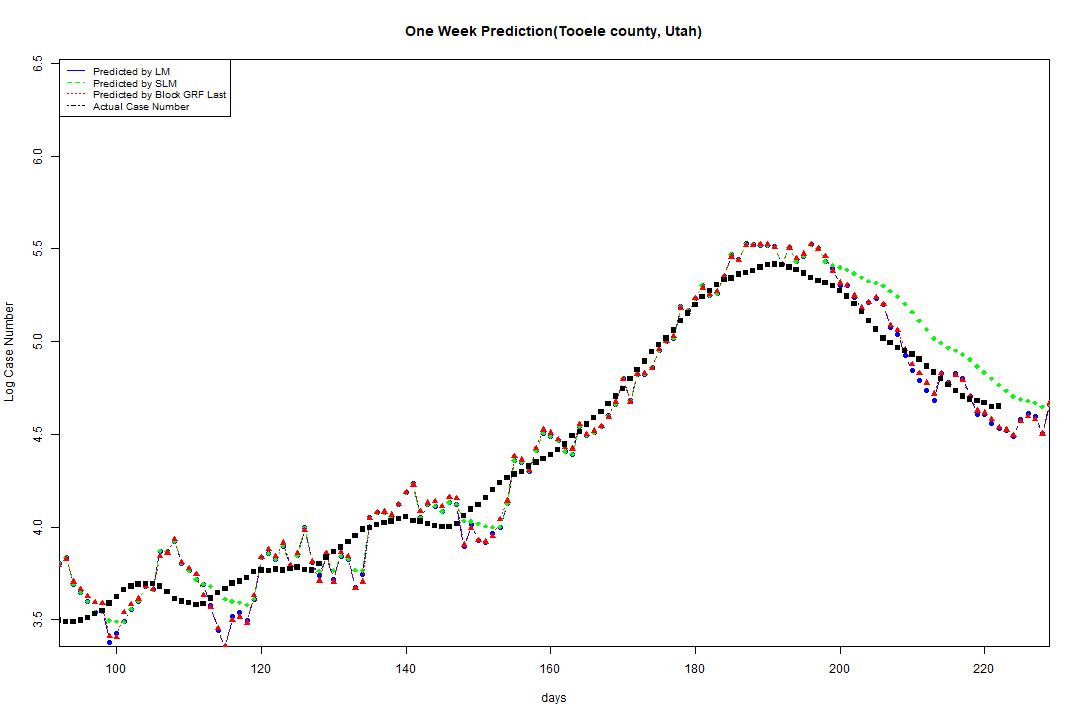 One Week Prediction(Tooele county, Utah)
6.5
6.0
5.5
5.0
4.5
4.0
3.5
Log Case Number
Predicted by LM
Predicted by SLM
Predicted by Block GRF Last
Actual Case Number
100 120 140 160 180 200 220
days